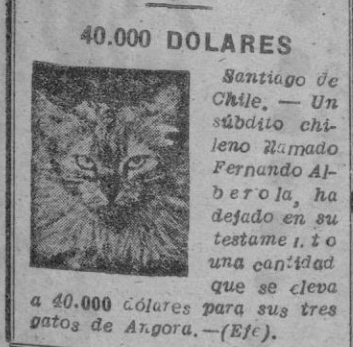 40.000 DOLARES
Santiago de
Chile. — Un
súbdito chi-
leno llamado
Fernando Al-
berola, ha
dejado en su
testamento
una cantidad
que se eleva
a 40.000 dólares para sus tres
gatos de Angora.—(Efe).